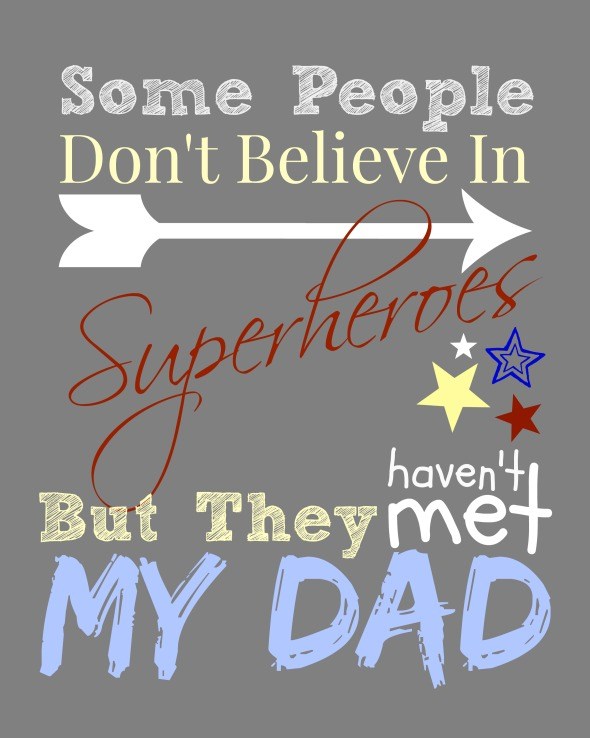 Some People
Don't Believe In
Superheroes
But They haven't met
MY DAD